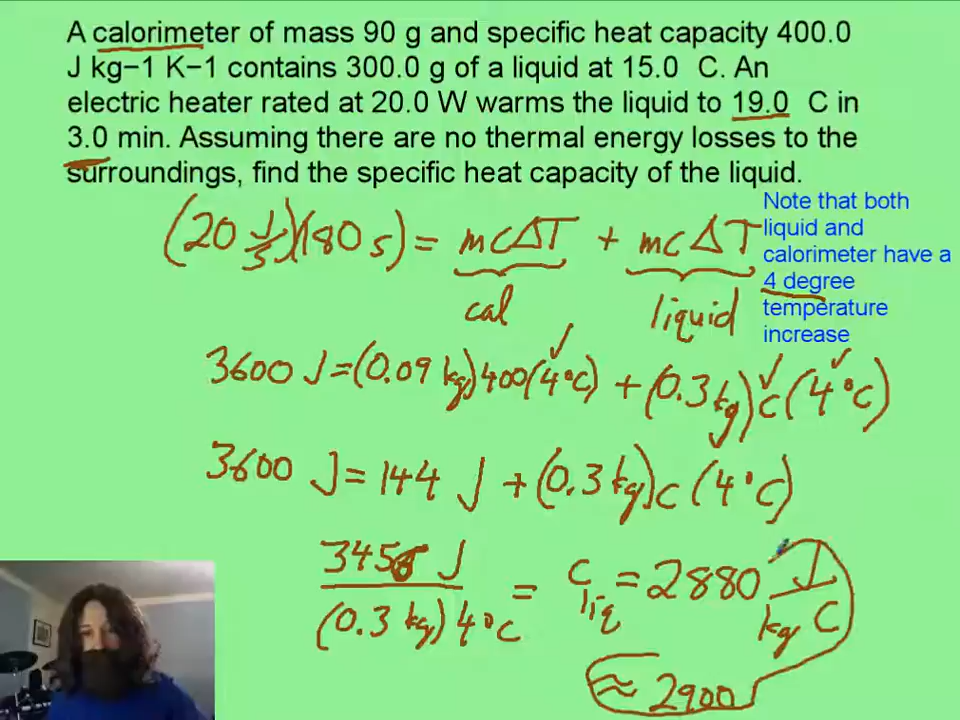 A calorimeter of mass 90 g and specific heat capacity 400.0
J kg−1 K−1 contains 300.0 g of a liquid at 15.0 C. An
electric heater rated at 20.0 W warms the liquid to 19.0 C in
3.0 min. Assuming there are no thermal energy losses to the
surroundings, find the specific heat capacity of the liquid.
Note that both
liquid and
calorimeter have a
4 degree
temperature
increase
(20 J/s)(180 s) = mcΔT + mcΔT
cal liquid
3600 J = (0.09 kg)400(4°C) + (0.3 kg)c(4°C)
3600 J = 144 J + (0.3 kg)c(4°C)
3456 J / (0.3 kg)4°C = c liq = 2880 J / kg C
≈ 2900